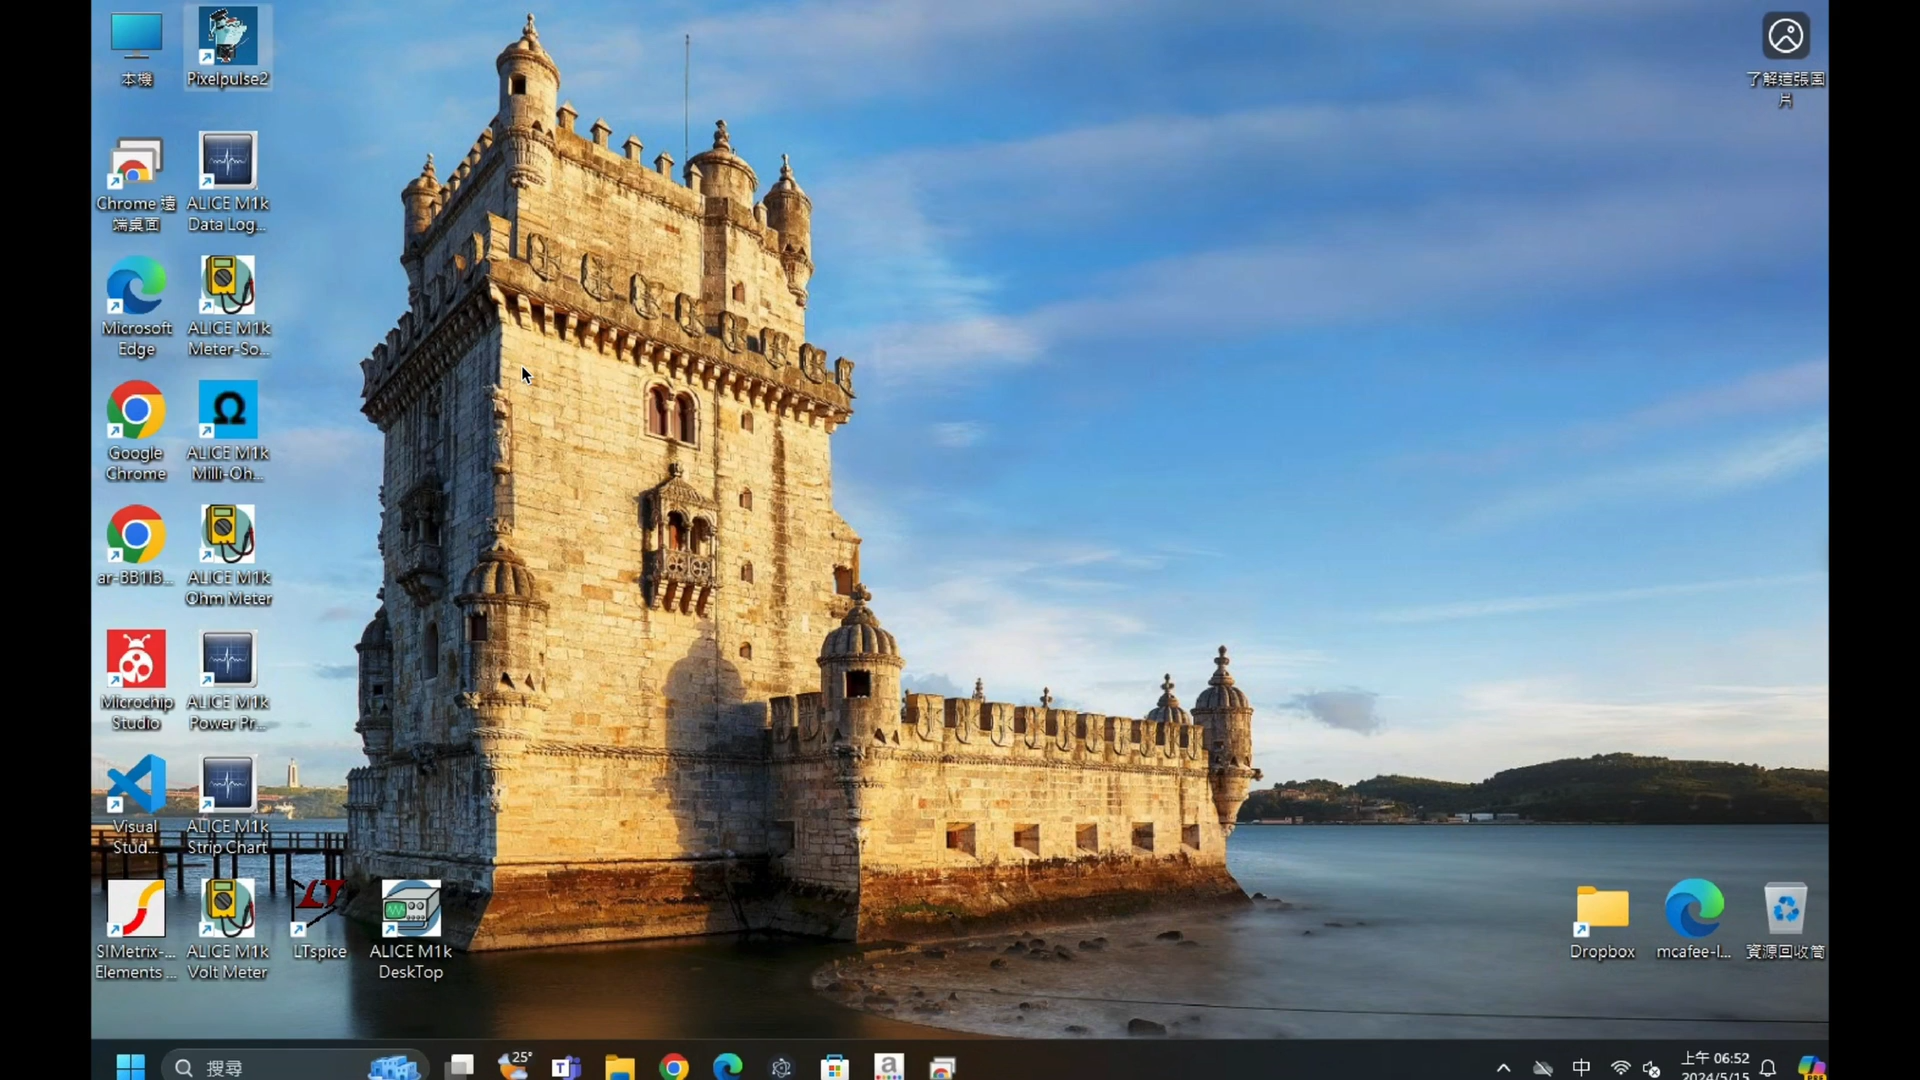 本機
Pixelpulse2
了解這張圖
片
Chrome 遠
端桌面
ALICE M1k
Data Log...
Microsoft
Edge
ALICE M1k
Meter-So...
Google
Chrome
ALICE M1k
Milli-Oh...
ar-BB1IB...
ALICE M1k
Ohm Meter
Microchip
Studio
ALICE M1k
Power Pr...
Visual
Stud...
ALICE M1k
Strip Chart
SIMetrix-...
Elements ...
ALICE M1k
Volt Meter
LTspice
ALICE M1k
DeskTop
Dropbox
mcafee-l...
資源回收筒
搜尋
25°
中
上午 06:52
2024/5/15